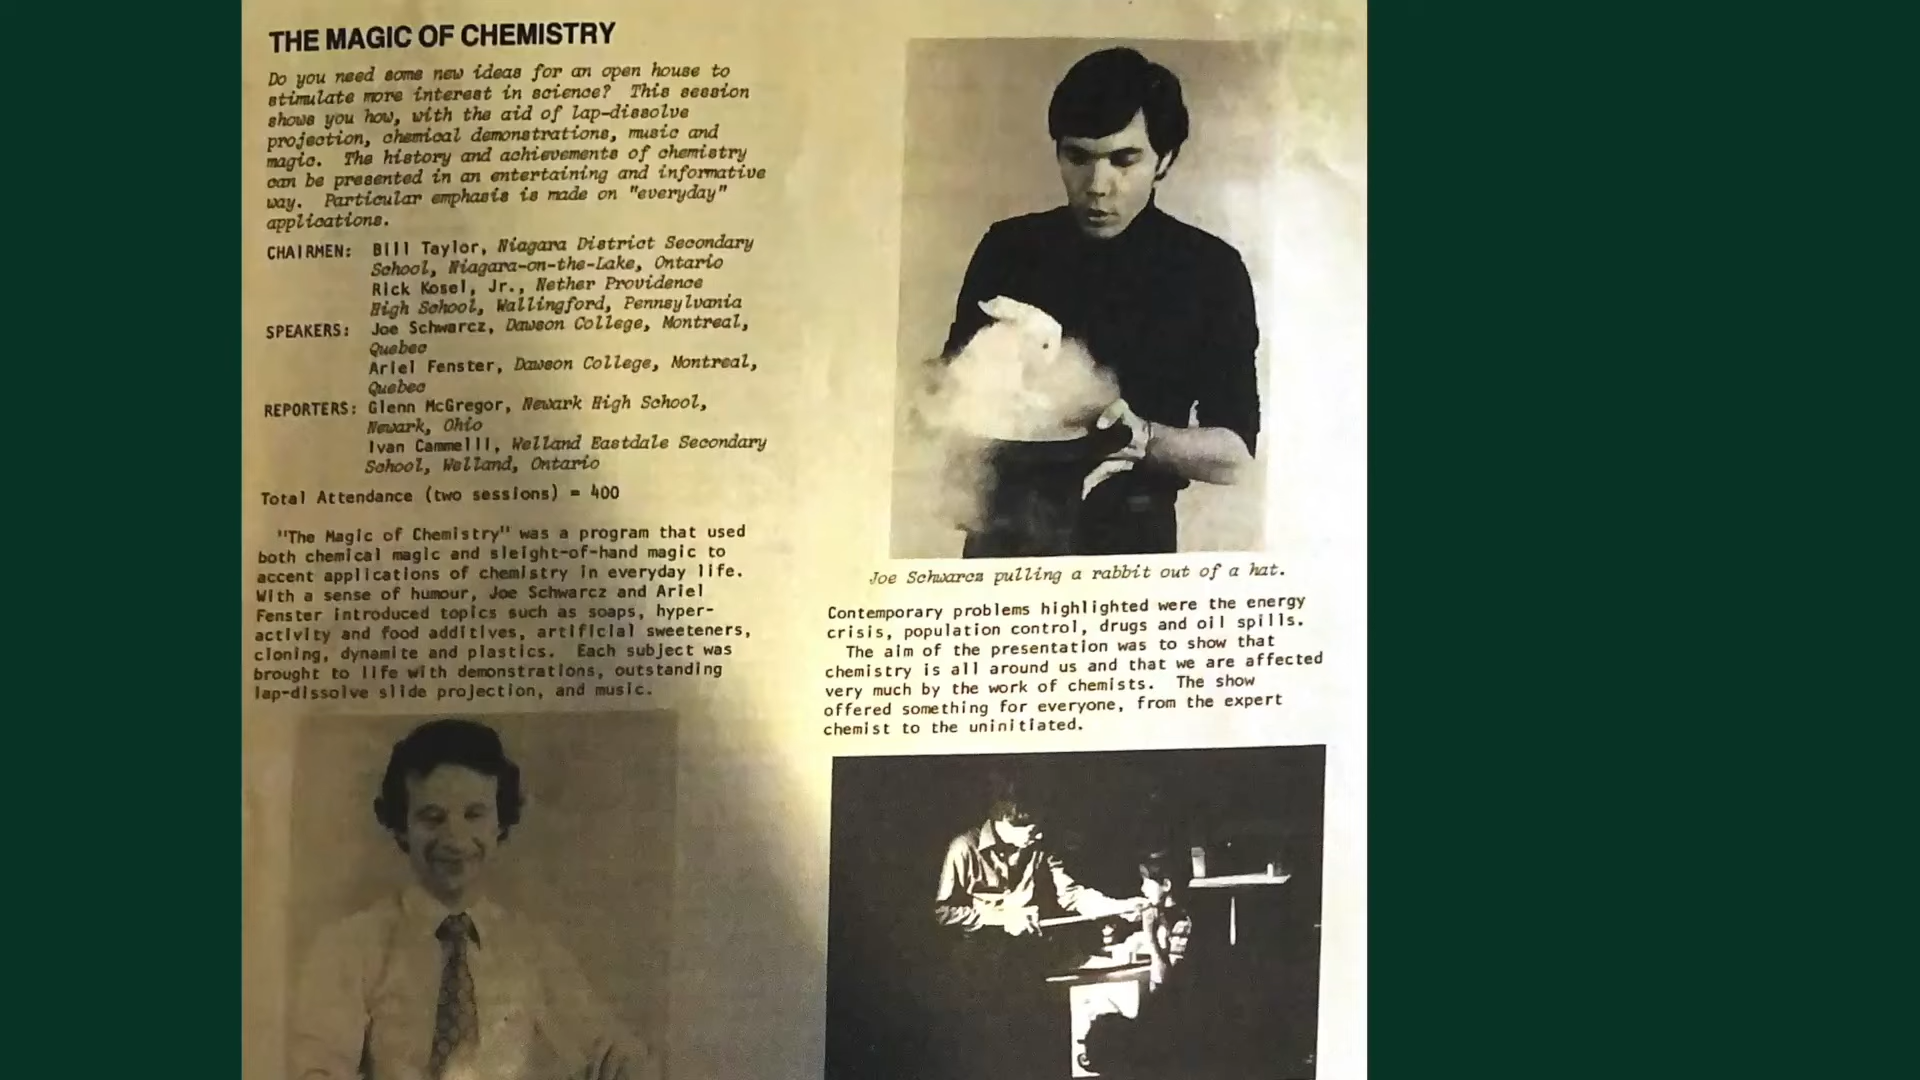 THE MAGIC OF CHEMISTRY
Do you need some new ideas for an open house to
stimulate more interest in science? This session
shows you how, with the aid of lap-dissolve
projection, chemical demonstrations, music and
magic. The history and achievements of chemistry
can be presented in an entertaining and informative
way. Particular emphasis is made on "everyday"
applications.
CHAIRMEN: Bill Taylor, Niagara District Secondary
School, Niagara-on-the-Lake, Ontario
Rick Kosel, Jr., Nether Providence
High School, Wallingford, Pennsylvania
SPEAKERS: Joe Schwarcz, Dawson College, Montreal,
Quebec
Ariel Fenster, Dawson College, Montreal,
Quebec
REPORTERS: Glenn McGregor, Newark High School,
Newark, Ohio
Ivan Cammelli, Welland Eastdale Secondary
School, Welland, Ontario
Total Attendance (two sessions) = 400
"The Magic of Chemistry" was a program that used
both chemical magic and sleight-of-hand magic to
accent applications of chemistry in everyday life.
With a sense of humour, Joe Schwarcz and Ariel
Fenster introduced topics such as soaps, hyper-
activity and food additives, artificial sweeteners,
cloning, dynamite and plastics. Each subject was
brought to life with demonstrations, outstanding
lap-dissolve slide projection, and music.
Joe Schwarcz pulling a rabbit out of a hat.
Contemporary problems highlighted were the energy
crisis, population control, drugs and oil spills.
The aim of the presentation was to show that
chemistry is all around us and that we are affected
very much by the work of chemists. The show
offered something for everyone, from the expert
chemist to the uninitiated.